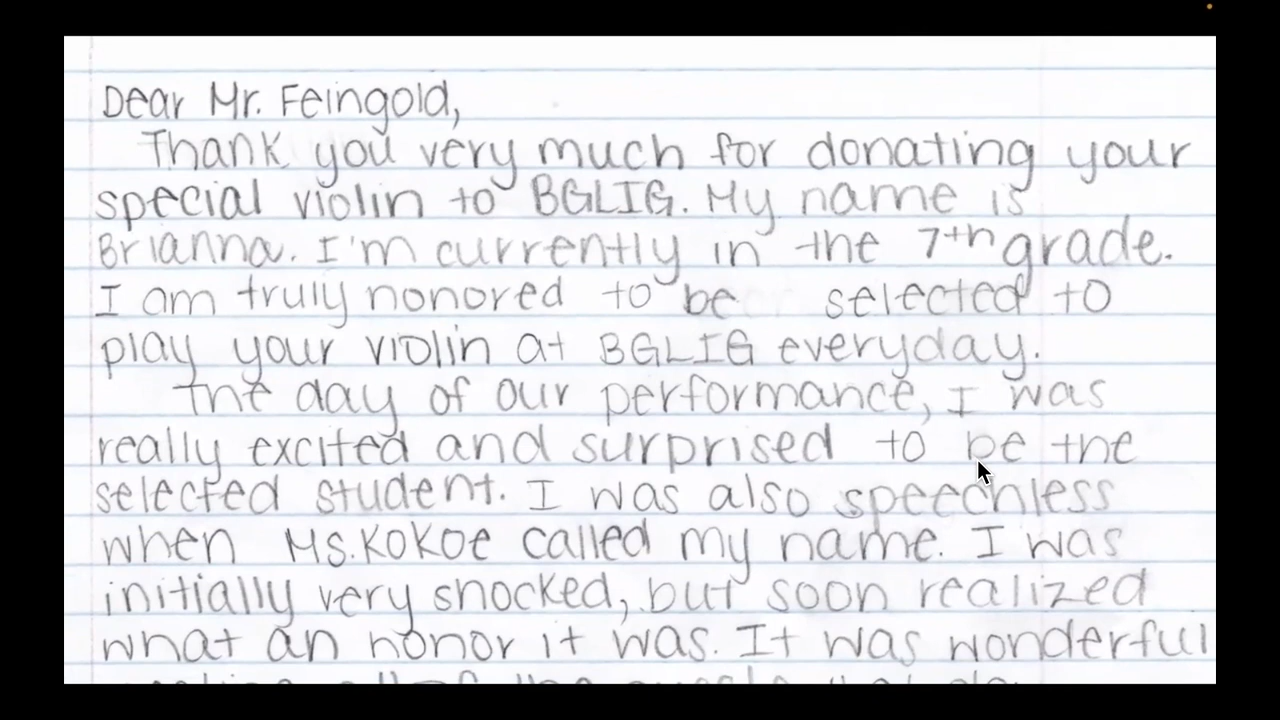 Dear Mr. Feingold,
Thank you very much for donating your
special violin to BGLIG. My name is
Brianna. I'm currently in the 7th grade.
I am truly honored to be selected to
play your violin at BGLIG everyday.
The day of our performance, I was
really excited and surprised to be the
selected student. I was also speechless
when Ms. Kokoe called my name. I was
initially very shocked, but soon realized
what an honor it was. It was wonderful